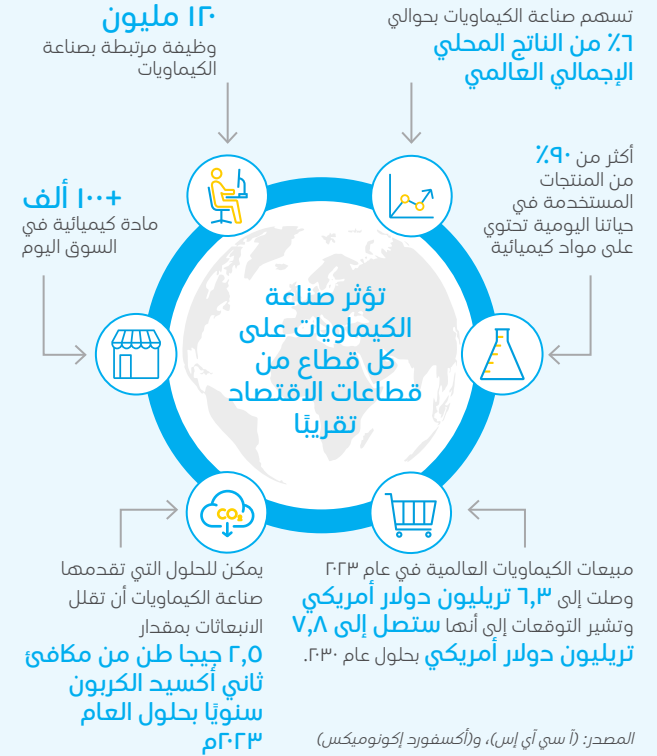 تسهم صناعة الكيماويات بحوالي
٦٪ من الناتج المحلي
الإجمالي العالمي
١٢٠ مليون
وظيفة مرتبطة بصناعة
الكيماويات
أكثر من ٩٠٪
من المنتجات
المستخدمة في
حياتنا اليومية تحتوي
على مواد كيميائية
+١٠٠ ألف
مادة كيميائية في
السوق اليوم
تؤثر صناعة
الكيماويات على
كل قطاع من
قطاعات الاقتصاد
تقريبًا
CO₂
مبيعات الكيماويات العالمية في عام ٢٠٢٣
وصلت إلى ٦,٣ تريليون دولار أمريكي
وتشير التوقعات إلى أنها ستصل إلى ٧,٨
تريليون دولار أمريكي بحلول عام ٢٠٣٠.
يمكن للحلول التي تقدمها
صناعة الكيماويات أن تقلل
الانبعاثات بمقدار
٢,٥ جيجا طن من مكافئ
ثاني أكسيد الكربون
سنويًا بحلول العام
٢٠٢٣م
المصدر: (آ سي آي إس)، و(أكسفورد إكونوميكس)